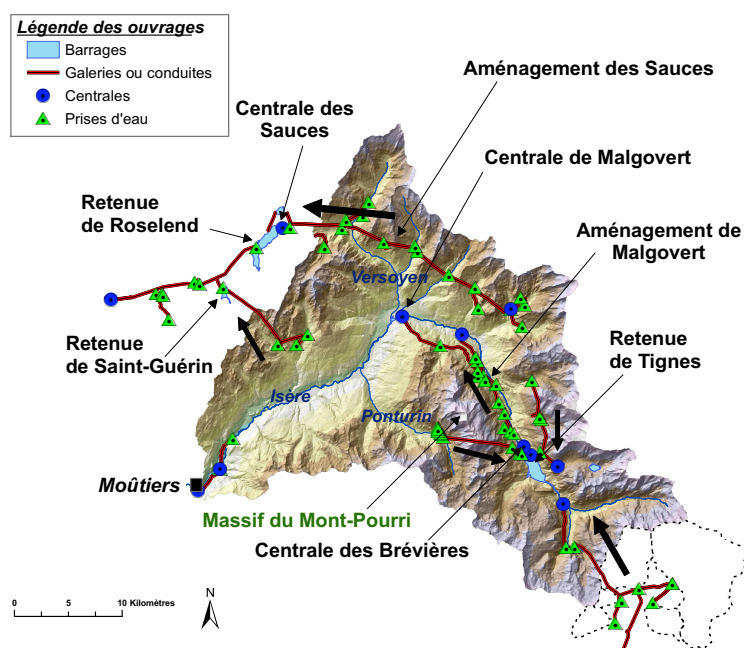 Légende des ouvrages
Barrages
Galeries ou conduites
Centrales
Prises d'eau
Aménagement des Sauces
Centrale des
Sauces
Centrale de Malgovert
Retenue
de Roselend
Aménagement de
Malgovert
Versoyen
Retenue
de Saint-Guérin
Retenue
de Tignes
Isère
Ponturin
Moûtiers
Massif du Mont-Pourri
Centrale des Brévières
0 5 10 Kilomètres
N